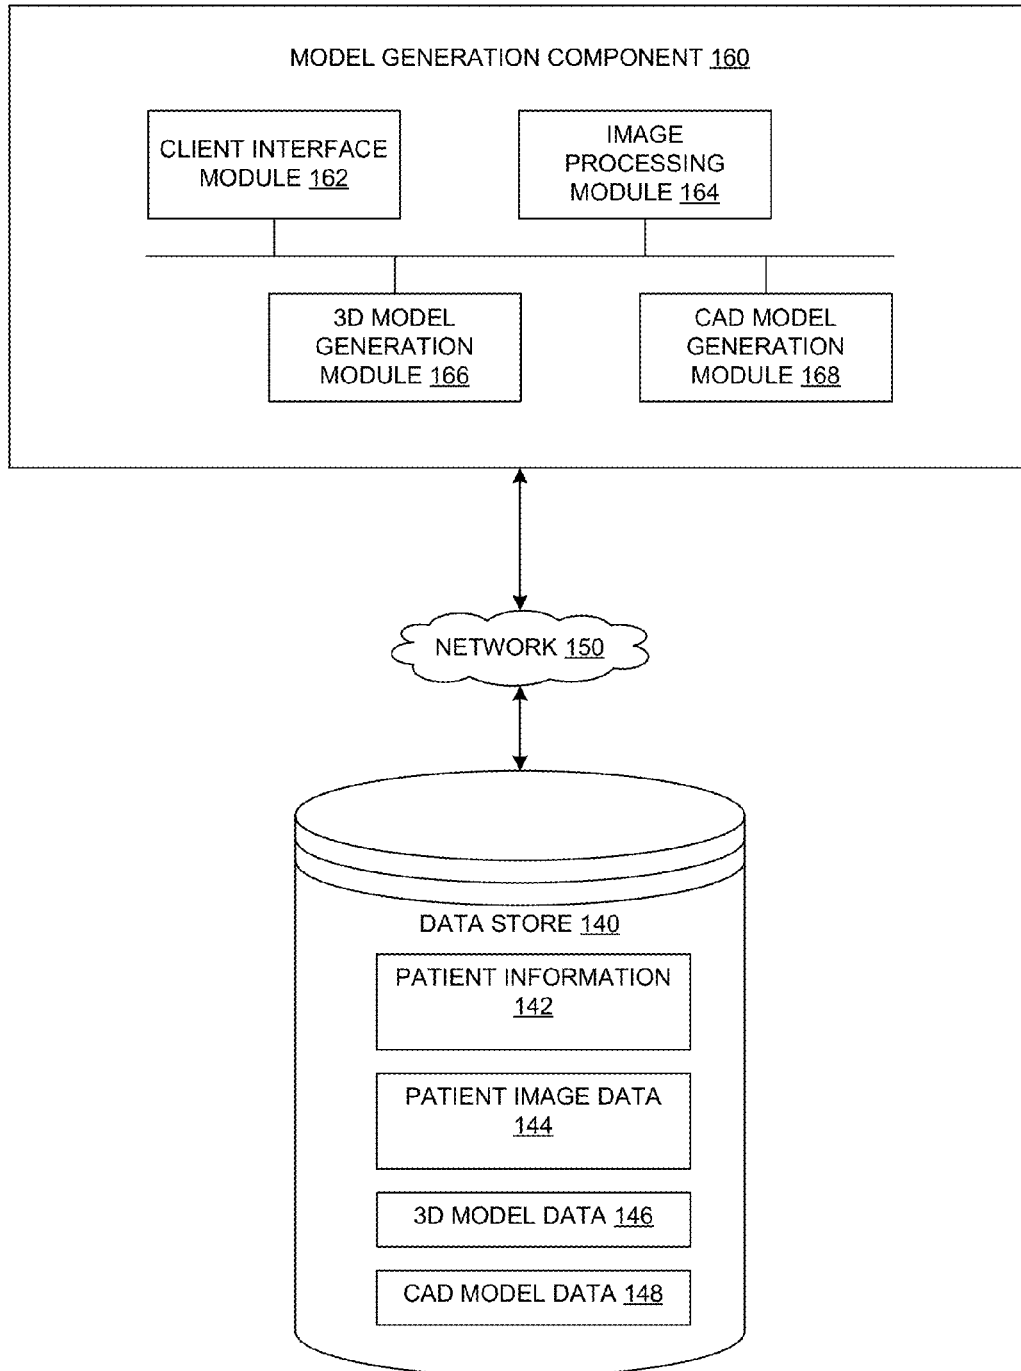 MODEL GENERATION COMPONENT 160
CLIENT INTERFACE
MODULE 162
IMAGE
PROCESSING
MODULE 164
3D MODEL
GENERATION
MODULE 166
CAD MODEL
GENERATION
MODULE 168
NETWORK 150
DATA STORE 140
PATIENT INFORMATION
142
PATIENT IMAGE DATA
144
3D MODEL DATA 146
CAD MODEL DATA 148